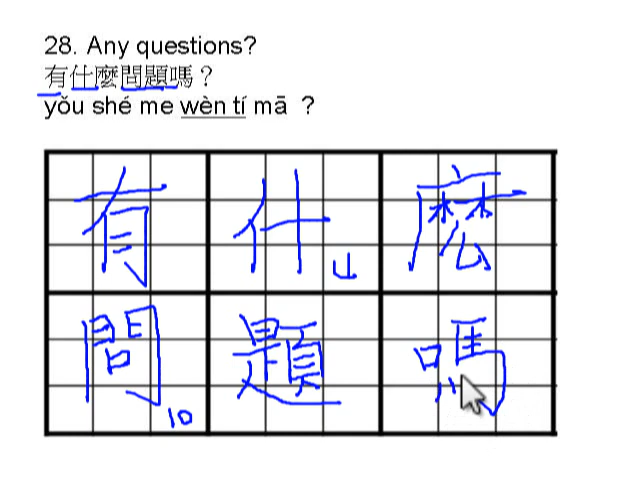 28. Any questions?
有什麼問題嗎？
yǒu shé me wèn tí mā ?
有 什 麼
問 題 嗎
10